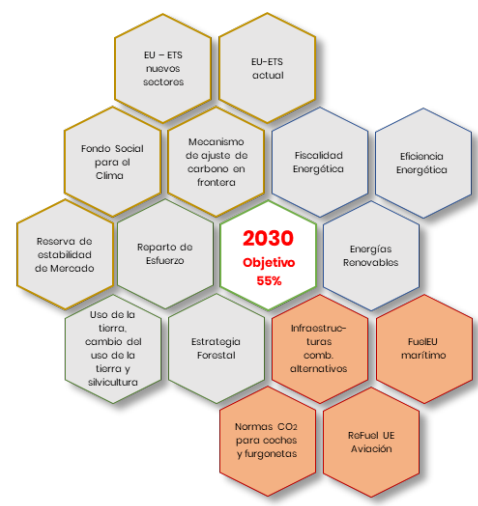 EU – ETS
nuevos
sectores
EU-ETS
actual
Fondo Social
para el
Clima
Mecanismo
de ajuste de
carbono en
frontera
Fiscalidad
Energética
Eficiencia
Energética
Reserva de
estabilidad
de Mercado
Reparto de
Esfuerzo
2030
Objetivo
55%
Energías
Renovables
Uso de la
tierra,
cambio del
uso de la
tierra y
silvicultura
Estrategia
Forestal
Infraestruc-
turas
comb.
alternativos
FuelEU
marítimo
Normas CO2
para coches
y furgonetas
ReFuel UE
Aviación